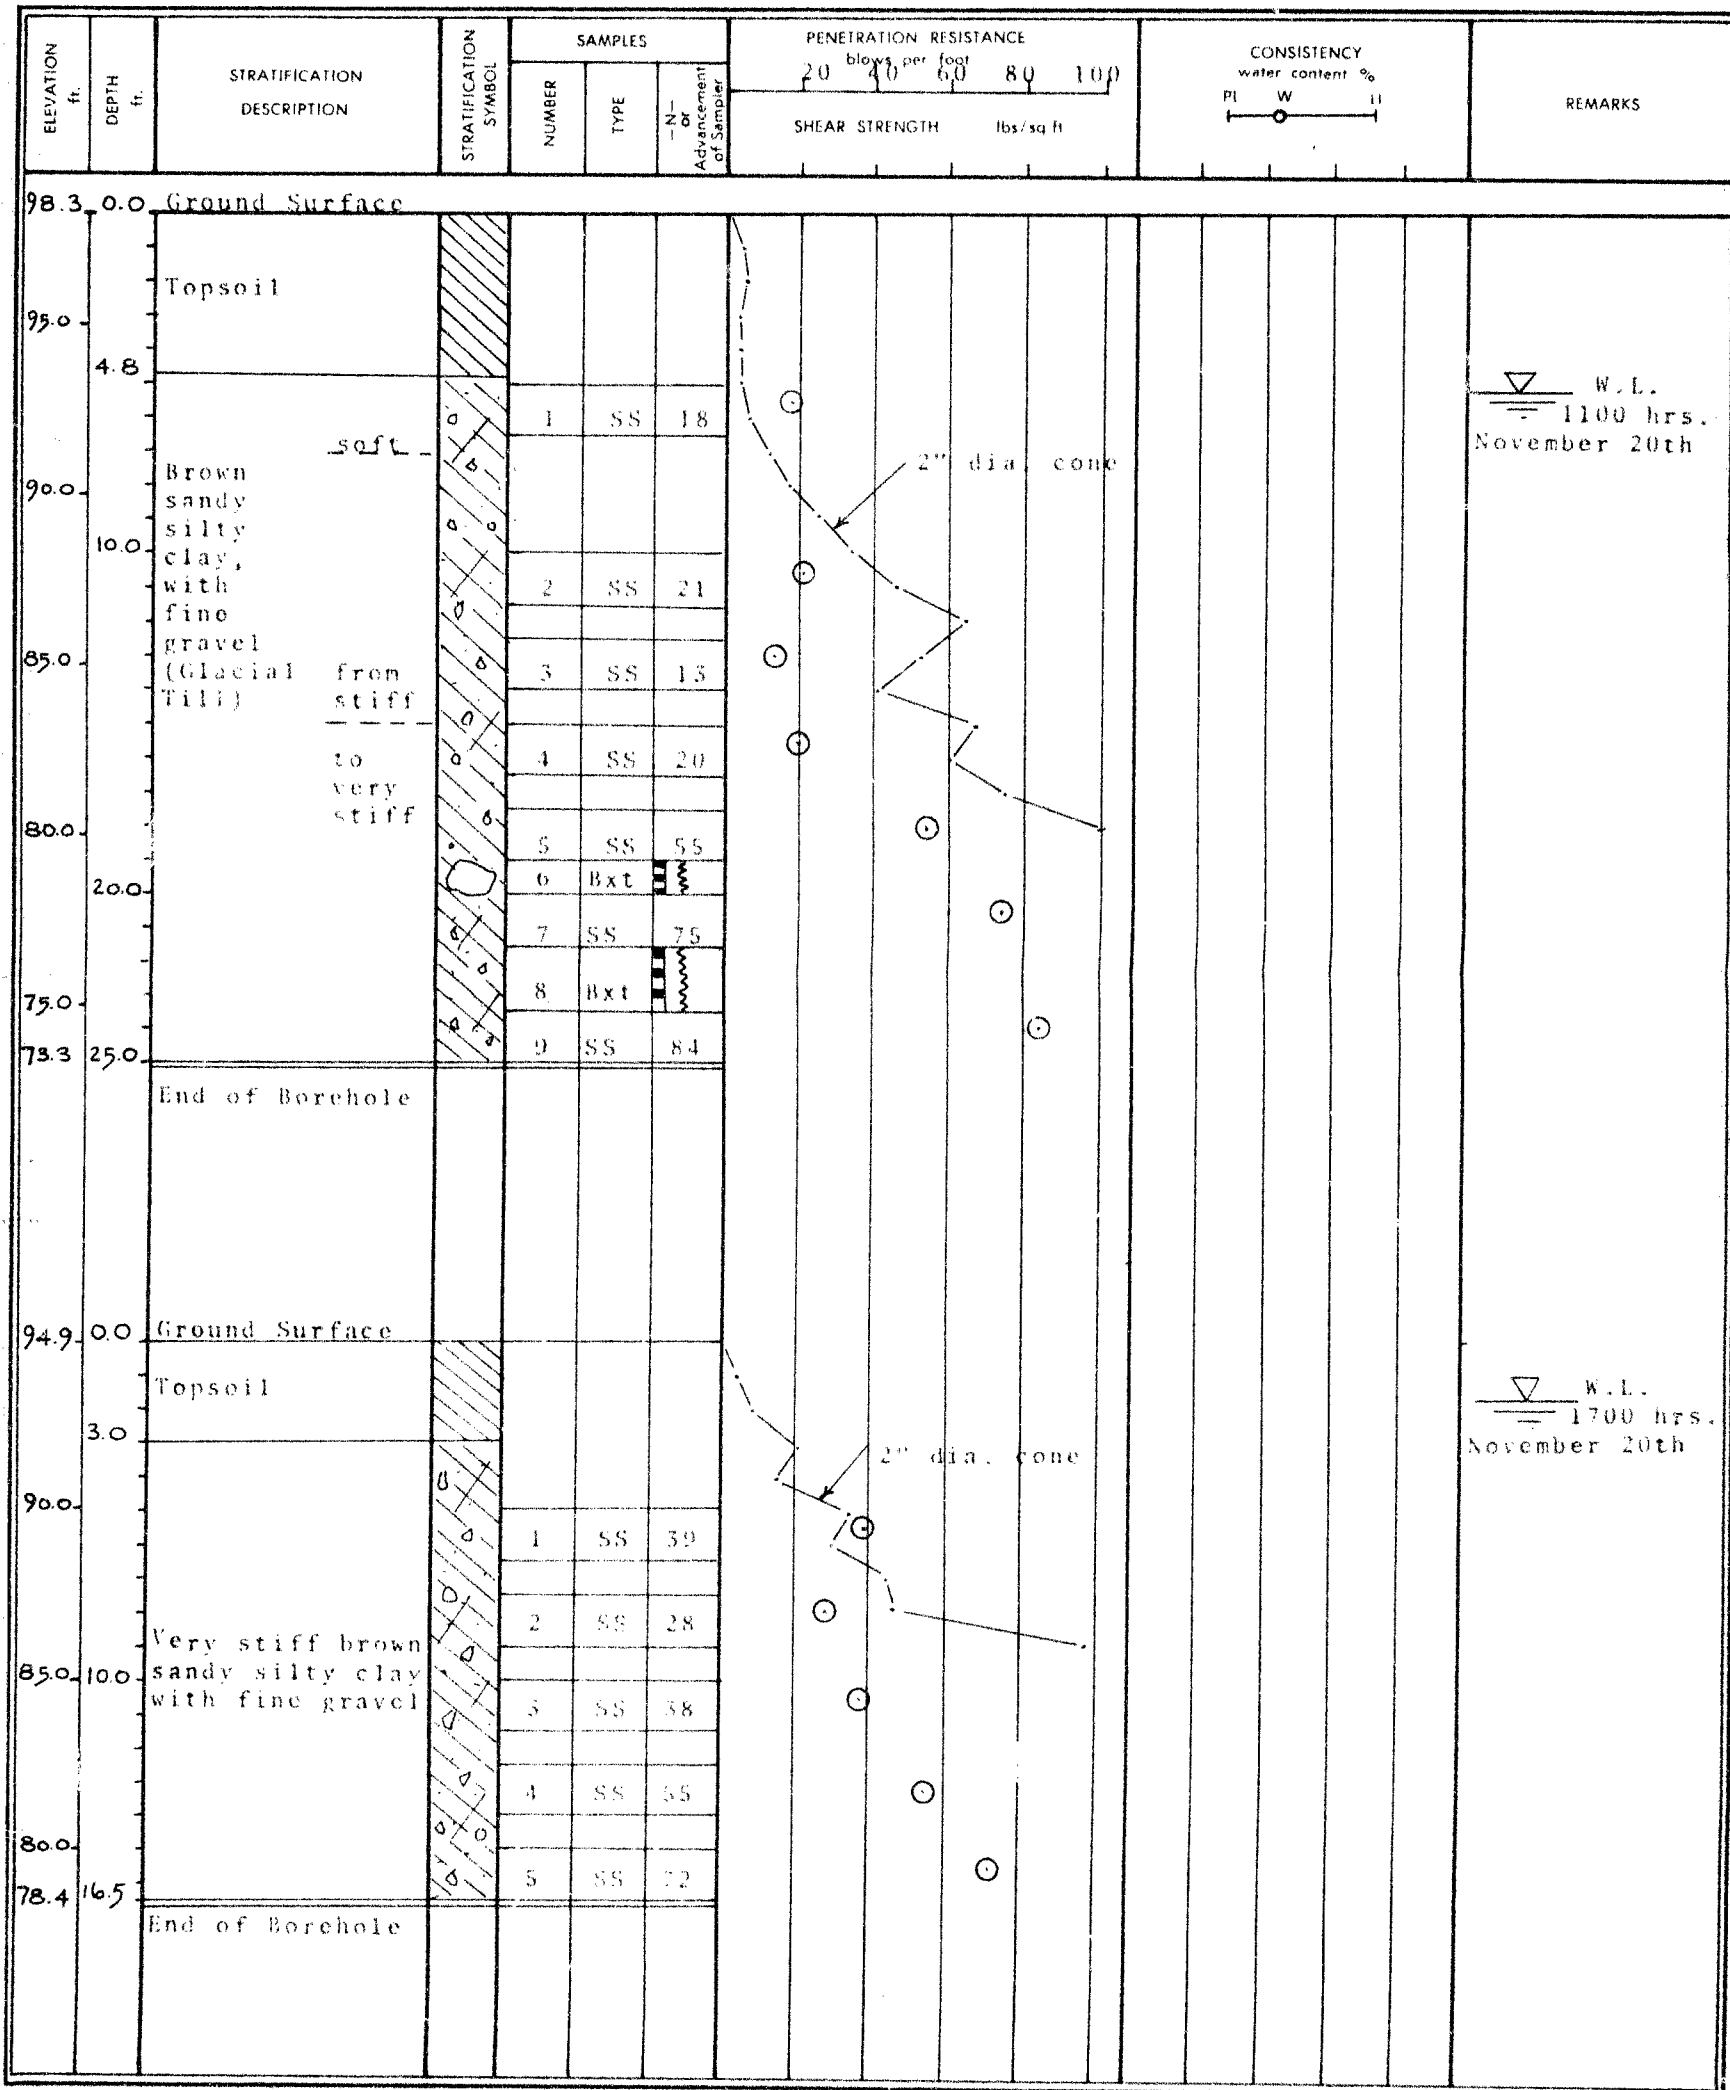 ELEVATION ft.
DEPTH ft.
STRATIFICATION
DESCRIPTION
STRATIFICATION
SYMBOL
SAMPLES
NUMBER
TYPE
-N-
or
Advancement
of Sampler
PENETRATION RESISTANCE
blows per foot
20 40 60 80 100
SHEAR STRENGTH lbs/sq ft
CONSISTENCY
water content %
Pl W Ll
REMARKS
98.3 0.0 Ground Surface
Topsoil
95.0
4.8
W.L.
1100 hrs.
November 20th
1 SS 18
soft
2" dia. cone
90.0
Brown
sandy
silty
clay,
with
fine
gravel
(Glacial
Till)
10.0
2 SS 21
85.0
from
stiff
3 SS 13
to
very
stiff
4 SS 20
80.0
5 SS 55
20.0
6 Bxt
7 SS 75
75.0
8 Bxt
73.3 25.0
9 SS 84
End of Borehole
94.9 0.0 Ground Surface
Topsoil
W.L.
1700 hrs.
November 20th
3.0
2" dia. cone
90.0
1 SS 39
2 SS 28
Very stiff brown
sandy silty clay
with fine gravel
85.0 10.0
3 SS 38
4 SS 55
80.0
5 SS 72
78.4 16.5
End of Borehole